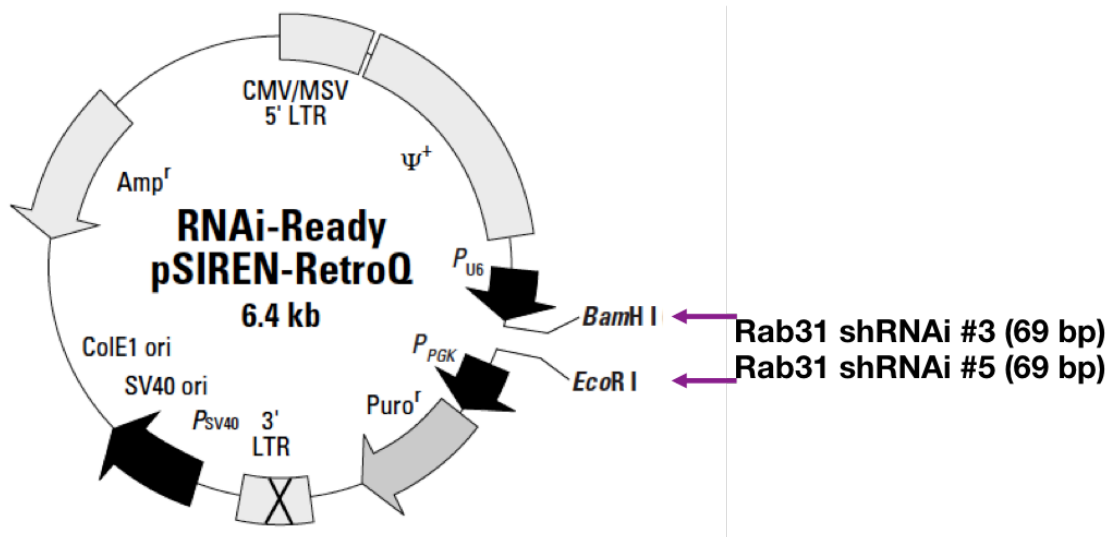 CMV/MSV
5' LTR
Ψ+
Ampʳ
RNAi-Ready
pSIREN-RetroQ
6.4 kb
PU6
BamH I
Rab31 shRNAi #3 (69 bp)
Rab31 shRNAi #5 (69 bp)
EcoR I
PPGK
Puroʳ
ColE1 ori
SV40 ori
PSV40
3'
LTR